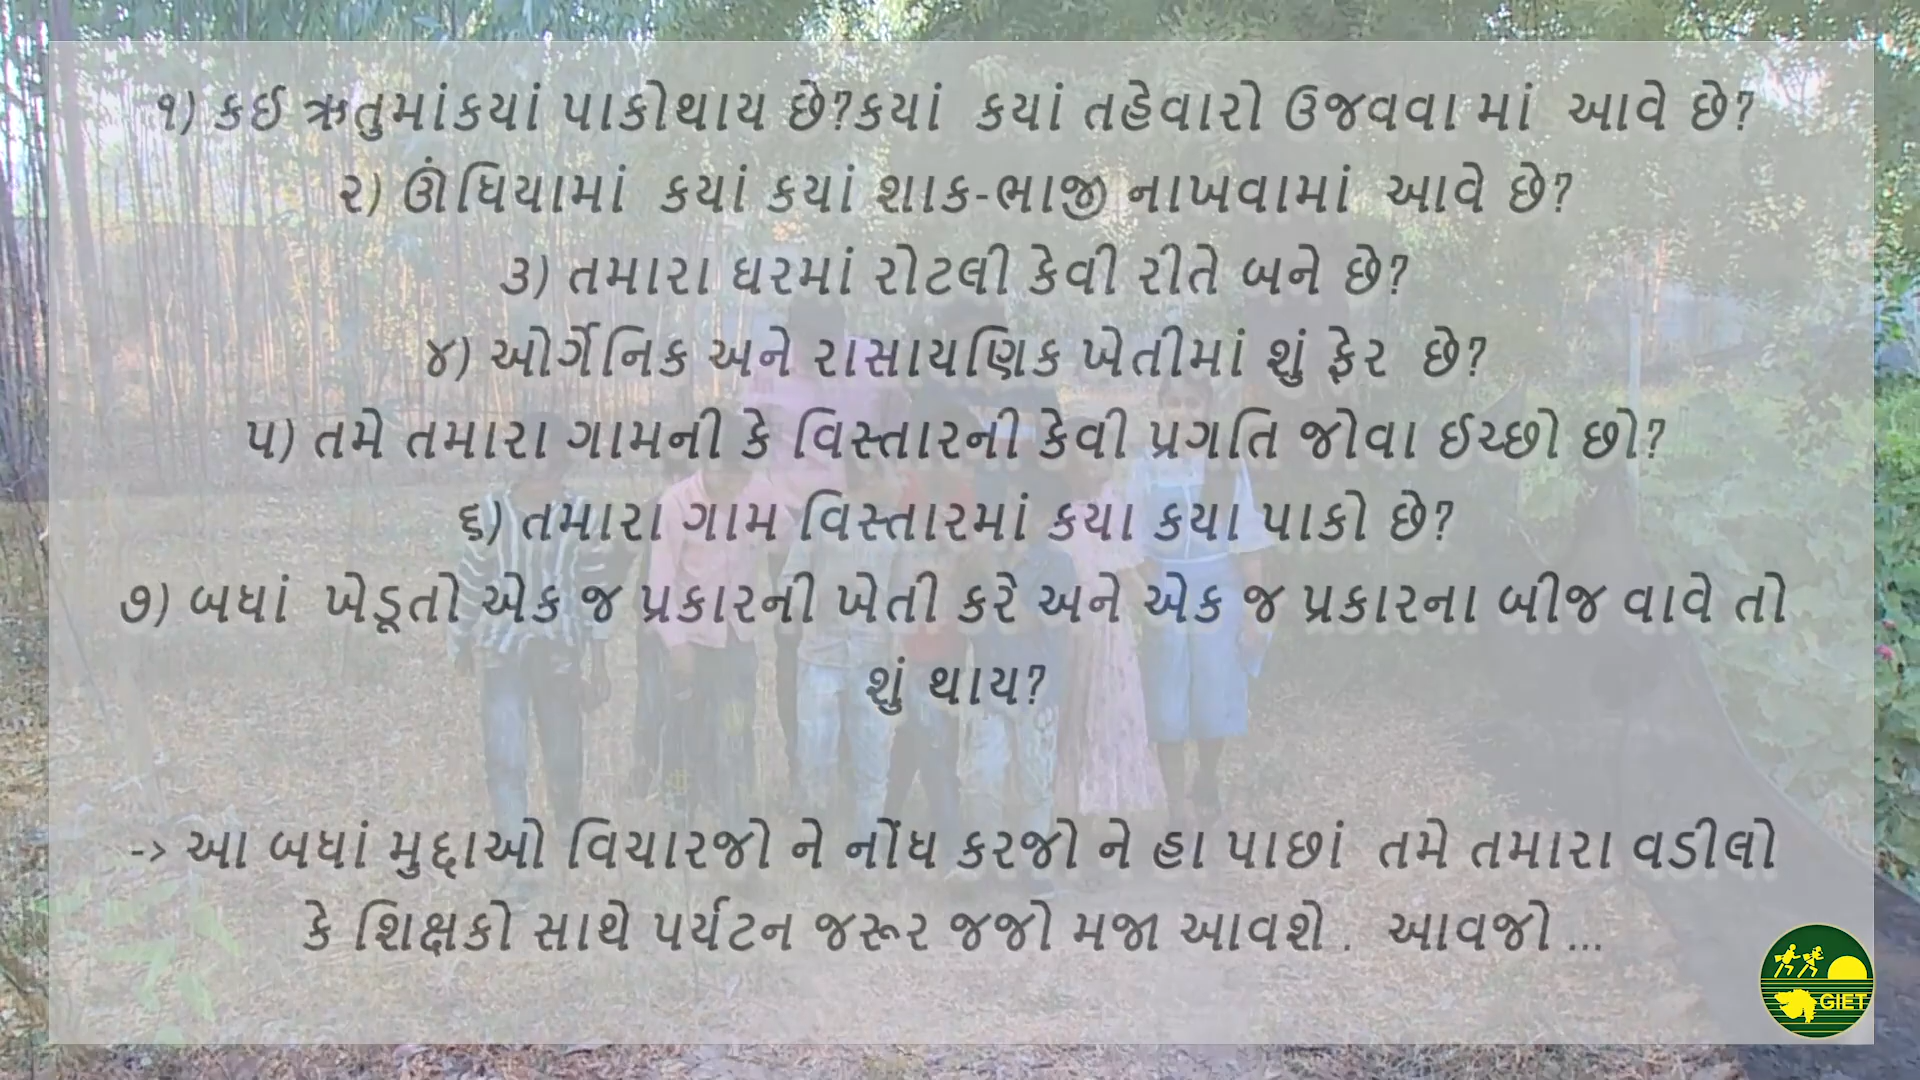 ૧) કઈ ઋતુમાંકયાં પાકોથાય છે?કયાં કયાં તહેવારો ઉજવવા માં આવે છે?
૨) ઊંધિયામાં કયાં કયાં શાક-ભાજી નાખવામાં આવે છે?
૩) તમારા ઘરમાં રોટલી કેવી રીતે બને છે?
૪) ઓર્ગેનિક અને રાસાયણિક ખેતીમાં શું ફેર છે?
૫) તમે તમારા ગામની કે વિસ્તારની કેવી પ્રગતિ જોવા ઈચ્છો છો?
૬) તમારા ગામ વિસ્તારમાં કયા કયા પાકો છે?
૭) બધાં ખેડૂતો એક જ પ્રકારની ખેતી કરે અને એક જ પ્રકારના બીજ વાવે તો
શું થાય?
-> આ બધાં મુદ્દાઓ વિચારજો ને નોંધ કરજો ને હા પાછાં તમે તમારા વડીલો
કે શિક્ષકો સાથે પર્યટન જરૂર જજો મજા આવશે . આવજો ...
GIET